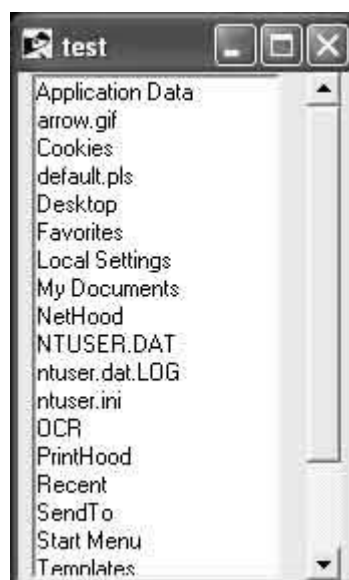 test
Application Data
arrow.gif
Cookies
default.pls
Desktop
Favorites
Local Settings
My Documents
NetHood
NTUSER.DAT
ntuser.dat.LOG
ntuser.ini
OCR
PrintHood
Recent
SendTo
Start Menu
Templates